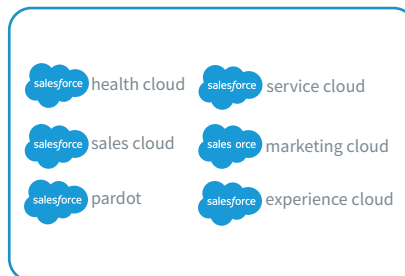 salesforce health cloud
salesforce service cloud
salesforce sales cloud
sales orce marketing cloud
salesforce pardot
salesforce experience cloud